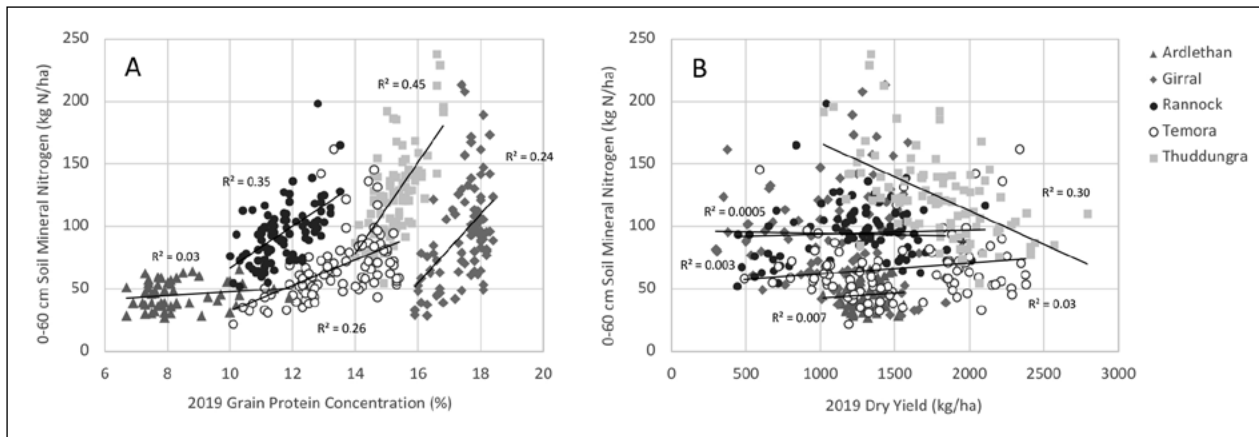 A
0-60 cm Soil Mineral Nitrogen (kg N/ha)
250
200
150
100
50
0
R² = 0.45
R² = 0.24
R² = 0.35
R² = 0.03
R² = 0.26
6 8 10 12 14 16 18 20
2019 Grain Protein Concentration (%)
B
0-60 cm Soil Mineral Nitrogen (kg N/ha)
250
200
150
100
50
0
R² = 0.30
R² = 0.0005
R² = 0.003
R² = 0.03
R² = 0.007
0 500 1000 1500 2000 2500 3000
2019 Dry Yield (kg/ha)
Ardlethan
Girral
Rannock
Temora
Thuddungra